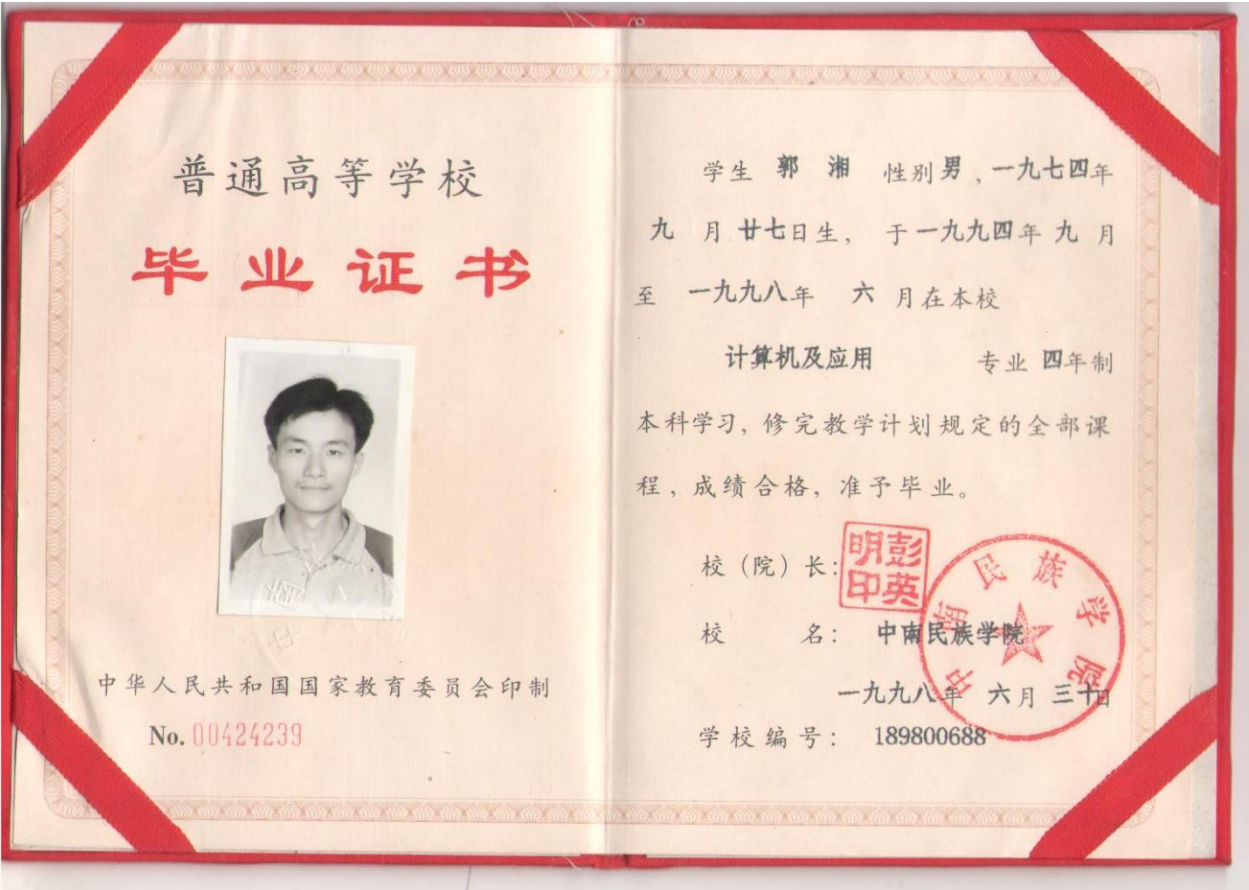 普通高等学校
毕业证书
中华人民共和国国家教育委员会印制
No. 00424239
学生 郭 湘 性别男，一九七四年
九 月廿七日生， 于一九九四年 九 月
至 一九九八年 六 月在本校
计算机及应用 专业 四年制
本科学习，修完教学计划规定的全部课
程，成绩合格，准予毕业。
校（院）长：
彭英明印
校 名： 中南民族学院
中南民族学院
一九九八年 六月 三十日
学校编号： 189800688